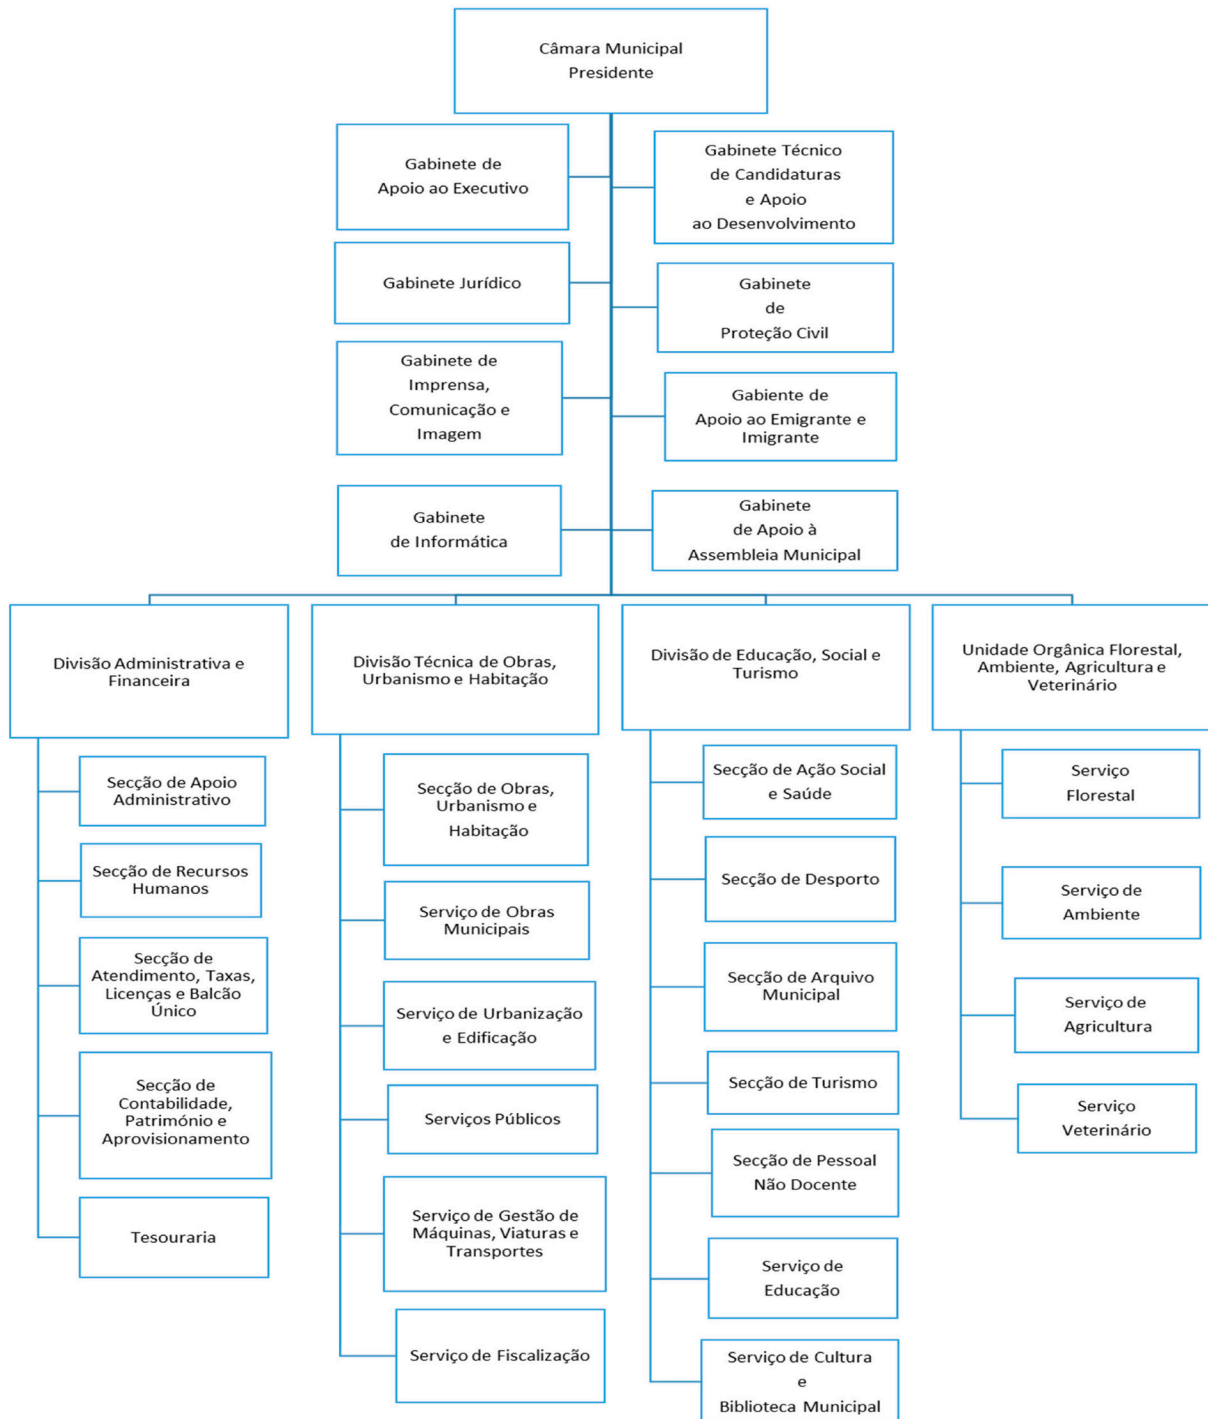 Câmara Municipal
Presidente
Gabinete de
Apoio ao Executivo
Gabinete Técnico
de Candidaturas
e Apoio
ao Desenvolvimento
Gabinete Jurídico
Gabinete
de
Proteção Civil
Gabinete de
Imprensa,
Comunicação e
Imagem
Gabiente de
Apoio ao Emigrante e
Imigrante
Gabinete
de Informática
Gabinete
de Apoio à
Assembleia Municipal
Divisão Administrativa e
Financeira
Secção de Apoio
Administrativo
Secção de Recursos
Humanos
Secção de
Atendimento, Taxas,
Licenças e Balcão
Único
Secção de
Contabilidade,
Património e
Aprovisionamento
Tesouraria
Divisão Técnica de Obras,
Urbanismo e Habitação
Secção de Obras,
Urbanismo e
Habitação
Serviço de Obras
Municipais
Serviço de Urbanização
e Edificação
Serviços Públicos
Serviço de Gestão de
Máquinas, Viaturas e
Transportes
Serviço de Fiscalização
Divisão de Educação, Social e
Turismo
Secção de Ação Social
e Saúde
Secção de Desporto
Secção de Arquivo
Municipal
Secção de Turismo
Secção de Pessoal
Não Docente
Serviço de
Educação
Serviço de Cultura
e
Biblioteca Municipal
Unidade Orgânica Florestal,
Ambiente, Agricultura e
Veterinário
Serviço
Florestal
Serviço de
Ambiente
Serviço de
Agricultura
Serviço
Veterinário